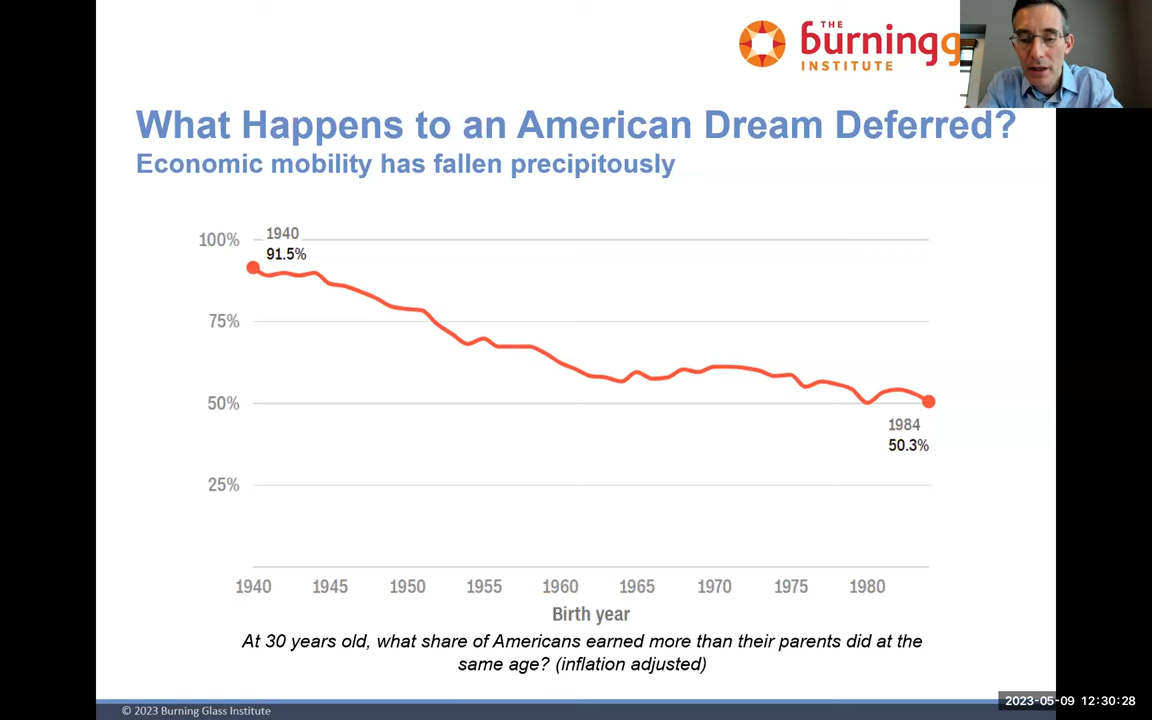 THE
burningg
INSTITUTE
What Happens to an American Dream Deferred?
Economic mobility has fallen precipitously
1940
100%
91.5%
75%
50%
1984
50.3%
25%
1940 1945 1950 1955 1960 1965 1970 1975 1980
Birth year
At 30 years old, what share of Americans earned more than their parents did at the
same age? (inflation adjusted)
2023-05-09 12:30:28
© 2023 Burning Glass Institute